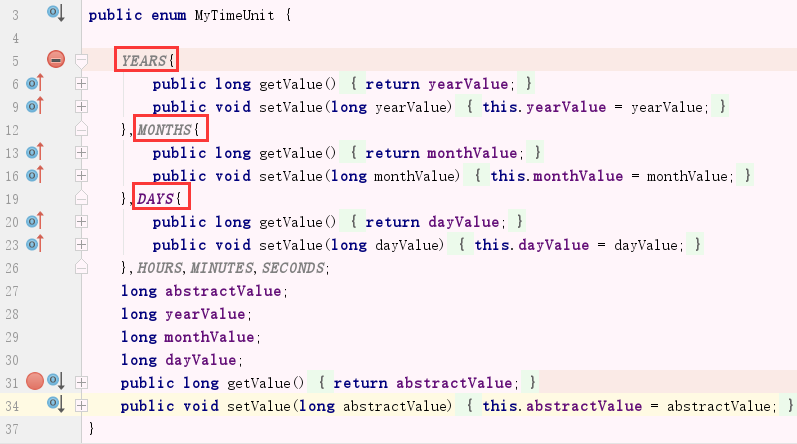 3 public enum MyTimeUnit {
4
5 YEARS{
6 public long getValue() { return yearValue; }
9 public void setValue(long yearValue) { this.yearValue = yearValue; }
12 },MONTHS{
13 public long getValue() { return monthValue; }
16 public void setValue(long monthValue) { this.monthValue = monthValue; }
19 },DAYS{
20 public long getValue() { return dayValue; }
23 public void setValue(long dayValue) { this.dayValue = dayValue; }
26 },HOURS,MINUTES,SECONDS;
27 long abstractValue;
28 long yearValue;
29 long monthValue;
30 long dayValue;
31 public long getValue() { return abstractValue; }
34 public void setValue(long abstractValue) { this.abstractValue = abstractValue; }
37 }